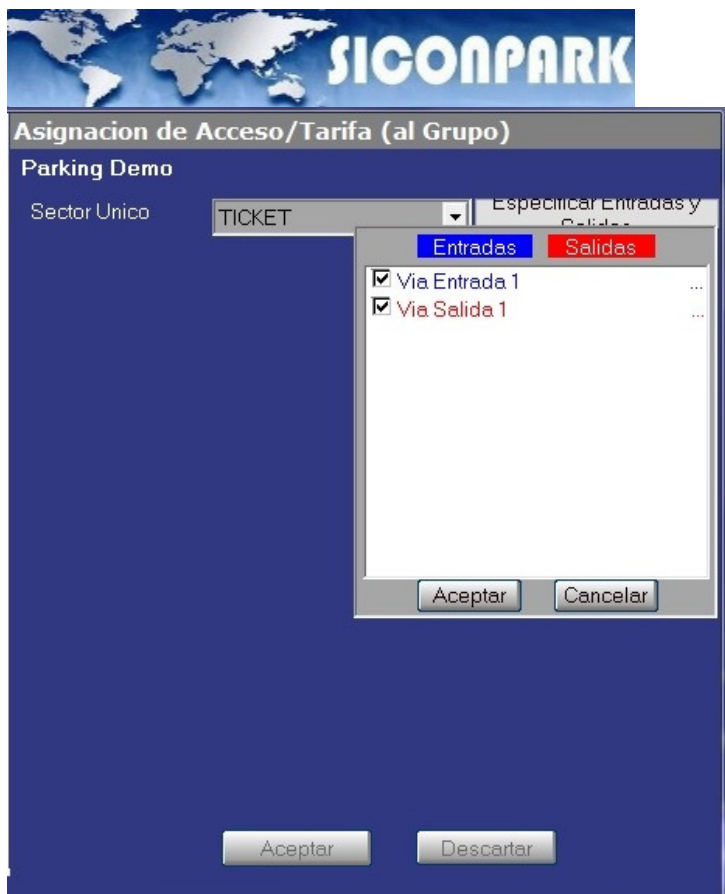 SICONPARK
Asignacion de Acceso/Tarifa (al Grupo)
Parking Demo
Sector Unico
TICKET
Especificar Entradas y
Salidas
Entradas Salidas
Via Entrada 1 ...
Via Salida 1 ...
Aceptar Cancelar
Aceptar Descartar